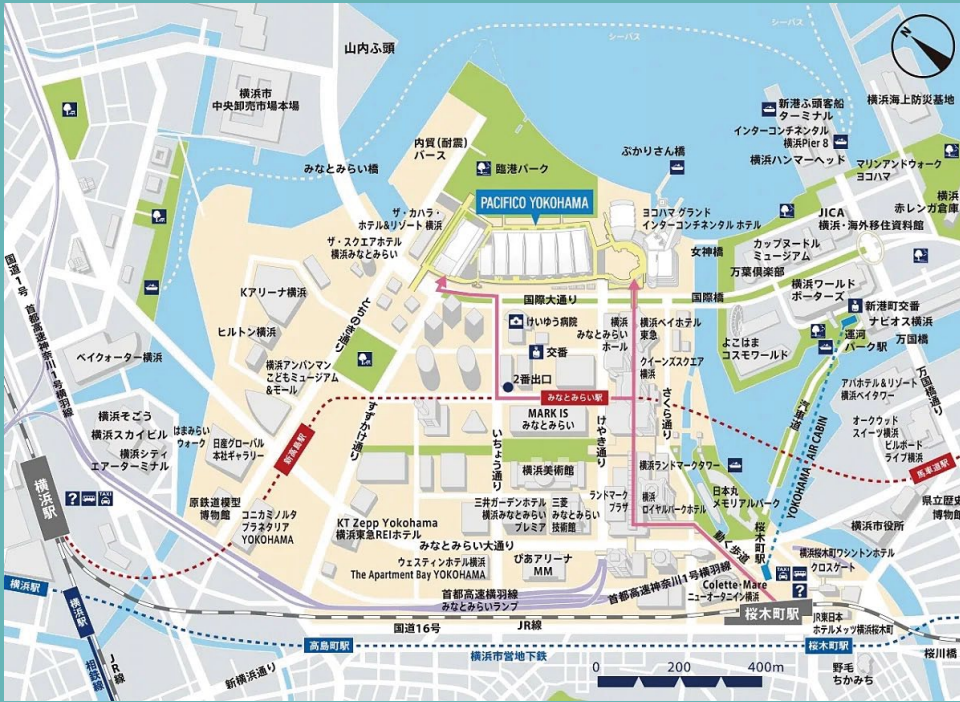 山内ふ頭
横浜市
中央卸売市場本場
シーバス
シーバス
N
横浜海上防災基地
新港ふ頭客船
ターミナル
インターコンチネンタル
横浜Pier 8
横浜ハンマーヘッド
マリンアンドウォーク
ヨコハマ
横浜
赤レンガ倉庫
内貿(耐震)
バース
みなとみらい橋
臨港パーク
ぷかりさん橋
PACIFICO YOKOHAMA
ザ・カハラ・
ホテル&リゾート 横浜
ザ・スクエアホテル
横浜みなとみらい
ヨコハマ グランド
インターコンチネンタル ホテル
JICA
横浜・海外移住資料館
女神橋
カップヌードル
ミュージアム
万葉倶楽部
横浜ワールド
ポーターズ
国道1号
首都高速神奈川1号横羽線
Kアリーナ横浜
とちのき通り
国際大通り
国際橋
新港町交番
ナビオス横浜
運河
パーク駅
万国橋
ヒルトン横浜
けいゆう病院
横浜
みなとみらい
ホール
横浜ベイホテル
東急
クイーンズスクエア
横浜
よこはま
コスモワールド
ベイクォーター横浜
横浜アンパンマン
こどもミュージアム
&モール
交番
2番出口
みなとみらい駅
さくら通り
汽車道
万国橋通り
アパホテル&リゾート
横浜ベイタワー
オークウッド
スイーツ横浜
ビルボード
ライブ横浜
横浜そごう
横浜スカイビル
横浜シティ
エアーターミナル
はまみらい
ウォーク
日産グローバル
本社ギャラリー
新高島駅
すずかけ通り
MARK IS
みなとみらい
いちょう通り
けやき通り
横浜美術館
横浜ランドマークタワー
YOKOHAMA AIR CABIN
馬車道駅
横浜駅
?
TAXI
原鉄道模型
博物館
コニカミノルタ
プラネタリア
YOKOHAMA
KT Zepp Yokohama
横浜東急REIホテル
三井ガーデンホテル
横浜みなとみらい
プレミア
三菱
みなとみらい
技術館
ランドマーク
プラザ
横浜
ロイヤルパークホテル
日本丸
メモリアルパーク
県立歴史
博物館
横浜市役所
みなとみらい大通り
動く歩道
桜木町駅
横浜桜木町ワシントンホテル
クロスゲート
ウェスティンホテル横浜
The Apartment Bay YOKOHAMA
ぴあアリーナ
MM
TAXI
?
横浜駅
横浜駅
首都高速横羽線
みなとみらいランプ
首都高速神奈川1号横羽線
Colette・Mare
ニューオータニイン横浜
桜木町駅
JR東日本
ホテルメッツ横浜桜木町
国道16号
JR線
高島町駅
横浜市営地下鉄
桜木町駅
桜川橋
相鉄線
JR線
新横浜通り
0 200 400m
野毛
ちかみち